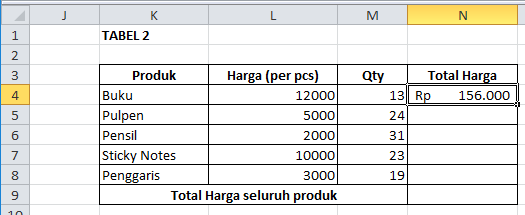 J K L M N
1 TABEL 2
2
3 Produk Harga (per pcs) Qty Total Harga
4 Buku 12000 13 Rp 156.000
5 Pulpen 5000 24
6 Pensil 2000 31
7 Sticky Notes 10000 23
8 Penggaris 3000 19
9 Total Harga seluruh produk
10